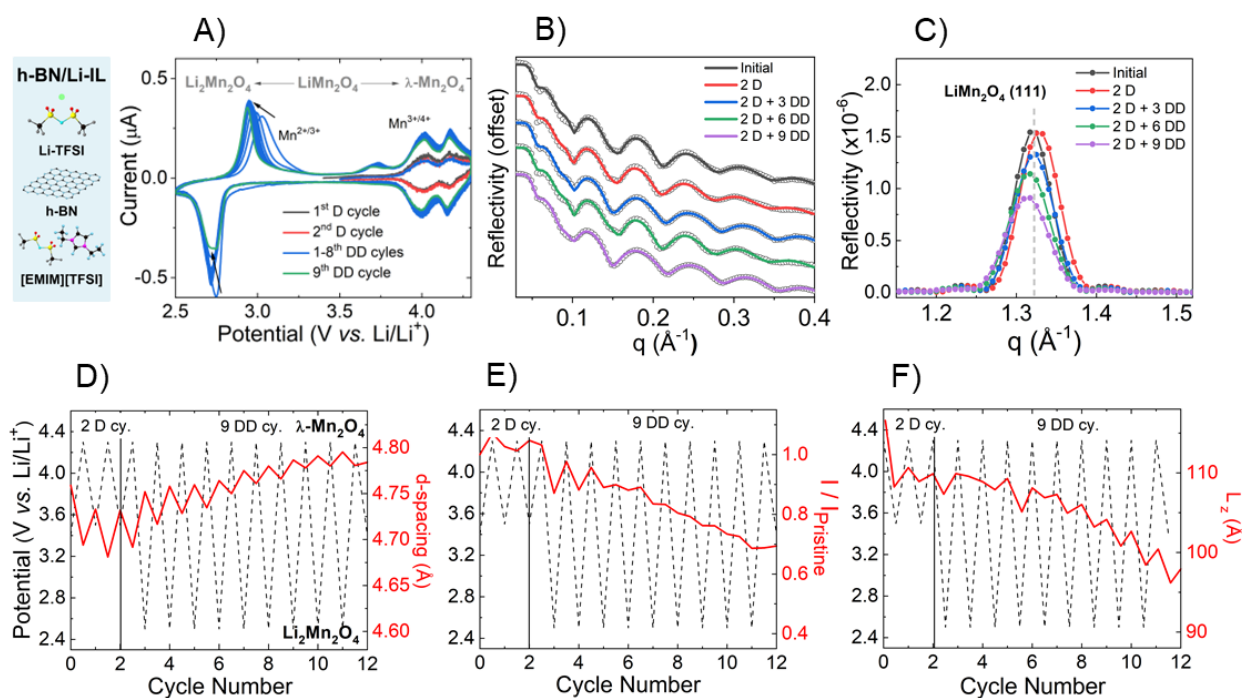 A)
B)
C)
h-BN/Li-IL
Li-TFSI
h-BN
[EMIM][TFSI]
Li₂Mn₂O₄ LiMn₂O₄ λ-Mn₂O₄
Mn²⁺/³⁺
Mn³⁺/⁴⁺
1st D cycle
2nd D cycle
1-8th DD cyles
9th DD cycle
Current (μA)
0.5
0.0
-0.5
2.5 3.0 3.5 4.0
Potential (V vs. Li/Li⁺)
Reflectivity (offset)
Initial
2 D
2 D + 3 DD
2 D + 6 DD
2 D + 9 DD
0.1 0.2 0.3 0.4
q (Å⁻¹)
Reflectivity (x10⁻⁶)
2.0
1.5
1.0
0.5
0.0
LiMn₂O₄ (111)
Initial
2 D
2 D + 3 DD
2 D + 6 DD
2 D + 9 DD
1.2 1.3 1.4 1.5
q (Å⁻¹)
D)
E)
F)
Potential (V vs. Li/Li⁺)
4.4
4.0
3.6
3.2
2.8
2.4
2 D cy. 9 DD cy. λ-Mn₂O₄
Li₂Mn₂O₄
4.80
4.75
4.70
4.65
4.60
d-spacing (Å)
0 2 4 6 8 10 12
Cycle Number
4.4
4.0
3.6
3.2
2.8
2.4
2 D cy. 9 DD cy.
1.0
0.8
0.6
0.4
I / I Pristine
0 2 4 6 8 10 12
Cycle Number
4.4
4.0
3.6
3.2
2.8
2.4
2 D cy. 9 DD cy.
110
100
90
L_z (Å)
0 2 4 6 8 10 12
Cycle Number